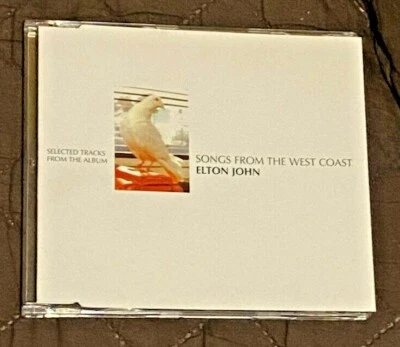 SELECTED TRACKS
FROM THE ALBUM
SONGS FROM THE WEST COAST
ELTON JOHN